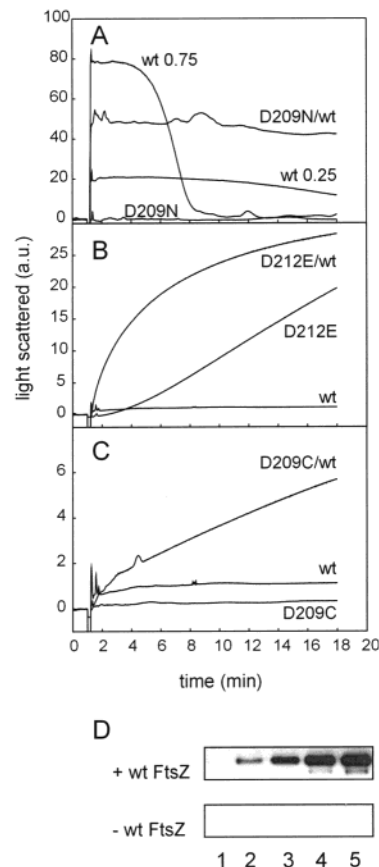 A
100
80
60
40
20
0
wt 0.75
D209N/wt
wt 0.25
D209N
light scattered (a.u.)
B
25
20
15
10
5
0
D212E/wt
D212E
wt
C
6
4
2
0
D209C/wt
wt
D209C
0 2 4 6 8 10 12 14 16 18 20
time (min)
D
+ wt FtsZ
- wt FtsZ
1 2 3 4 5